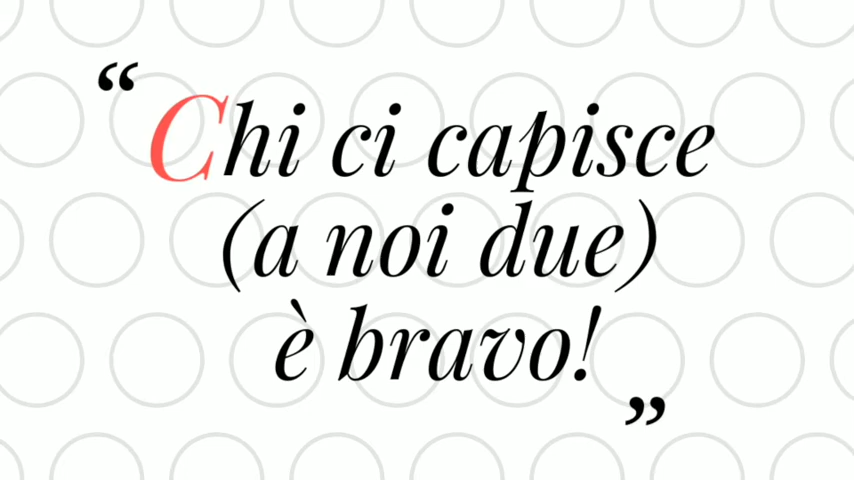 “Chi ci capisce
(a noi due)
è bravo!”